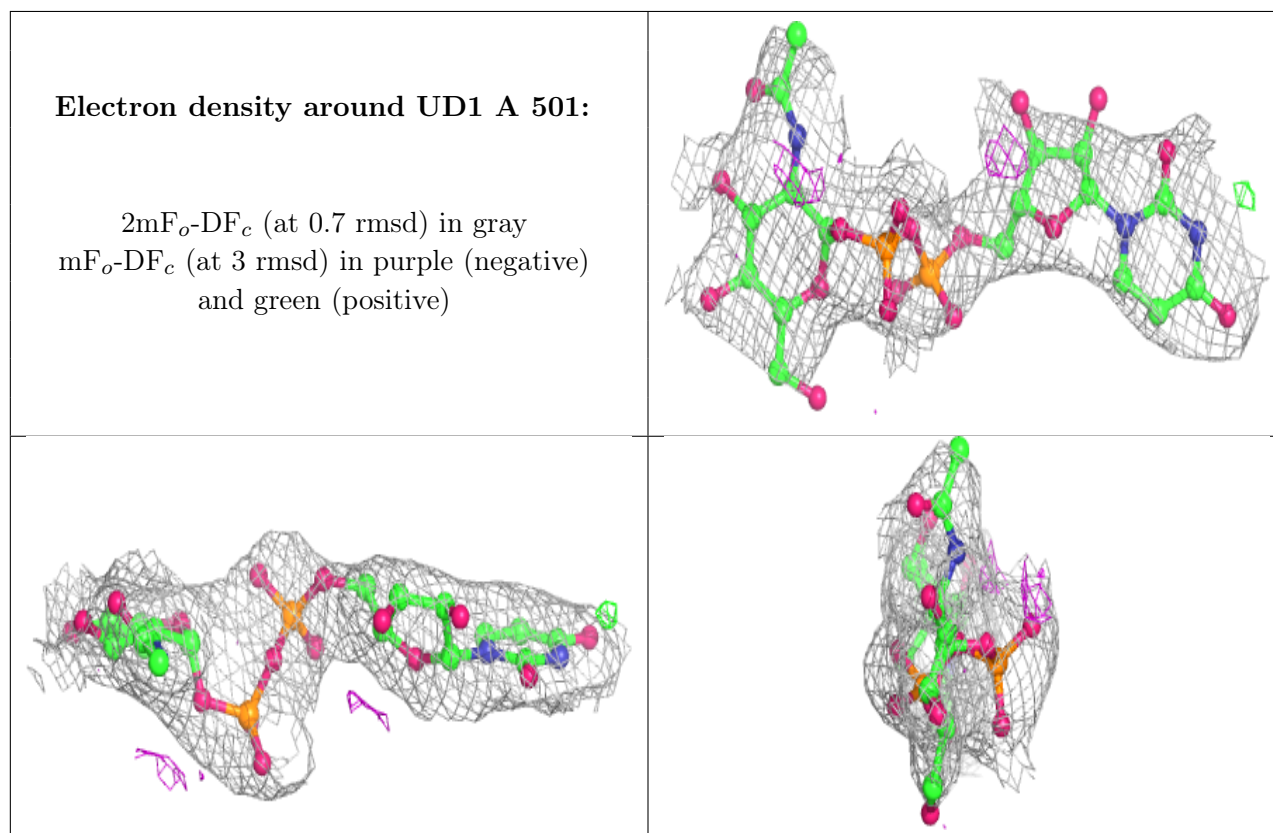 Electron density around UD1 A 501:
2mFo-DFc (at 0.7 rmsd) in gray
mFo-DFc (at 3 rmsd) in purple (negative)
and green (positive)